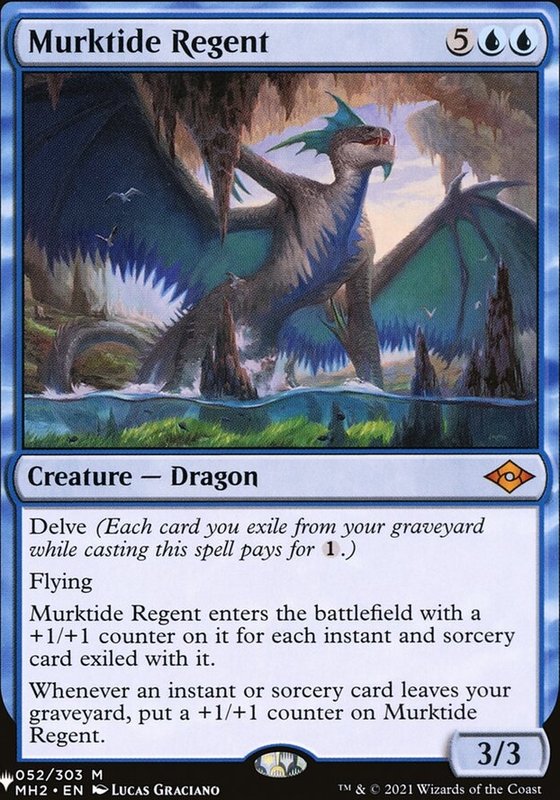 Murktide Regent 5
Creature — Dragon
Delve (Each card you exile from your graveyard
while casting this spell pays for 1.)
Flying
Murktide Regent enters the battlefield with a
+1/+1 counter on it for each instant and sorcery
card exiled with it.
Whenever an instant or sorcery card leaves your
graveyard, put a +1/+1 counter on Murktide
Regent.
3/3
052/303 M
MH2 • EN Lucas Graciano
™ & © 2021 Wizards of the Coast